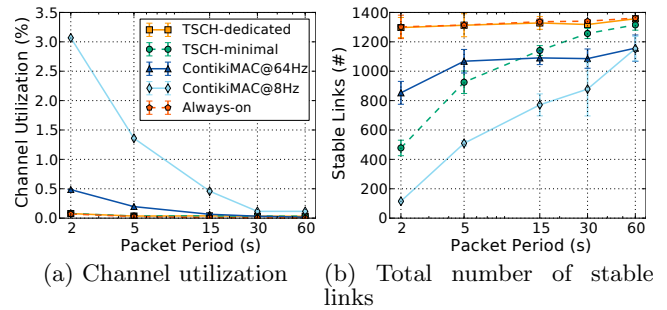 3.5
3.0
2.5
2.0
1.5
1.0
0.5
0.0
Channel Utilization (%)
TSCH-dedicated
TSCH-minimal
ContikiMAC@64Hz
ContikiMAC@8Hz
Always-on
2 5 15 30 60
Packet Period (s)
(a) Channel utilization
1400
1200
1000
800
600
400
200
0
Stable Links (#)
2 5 15 30 60
Packet Period (s)
(b) Total number of stable
links